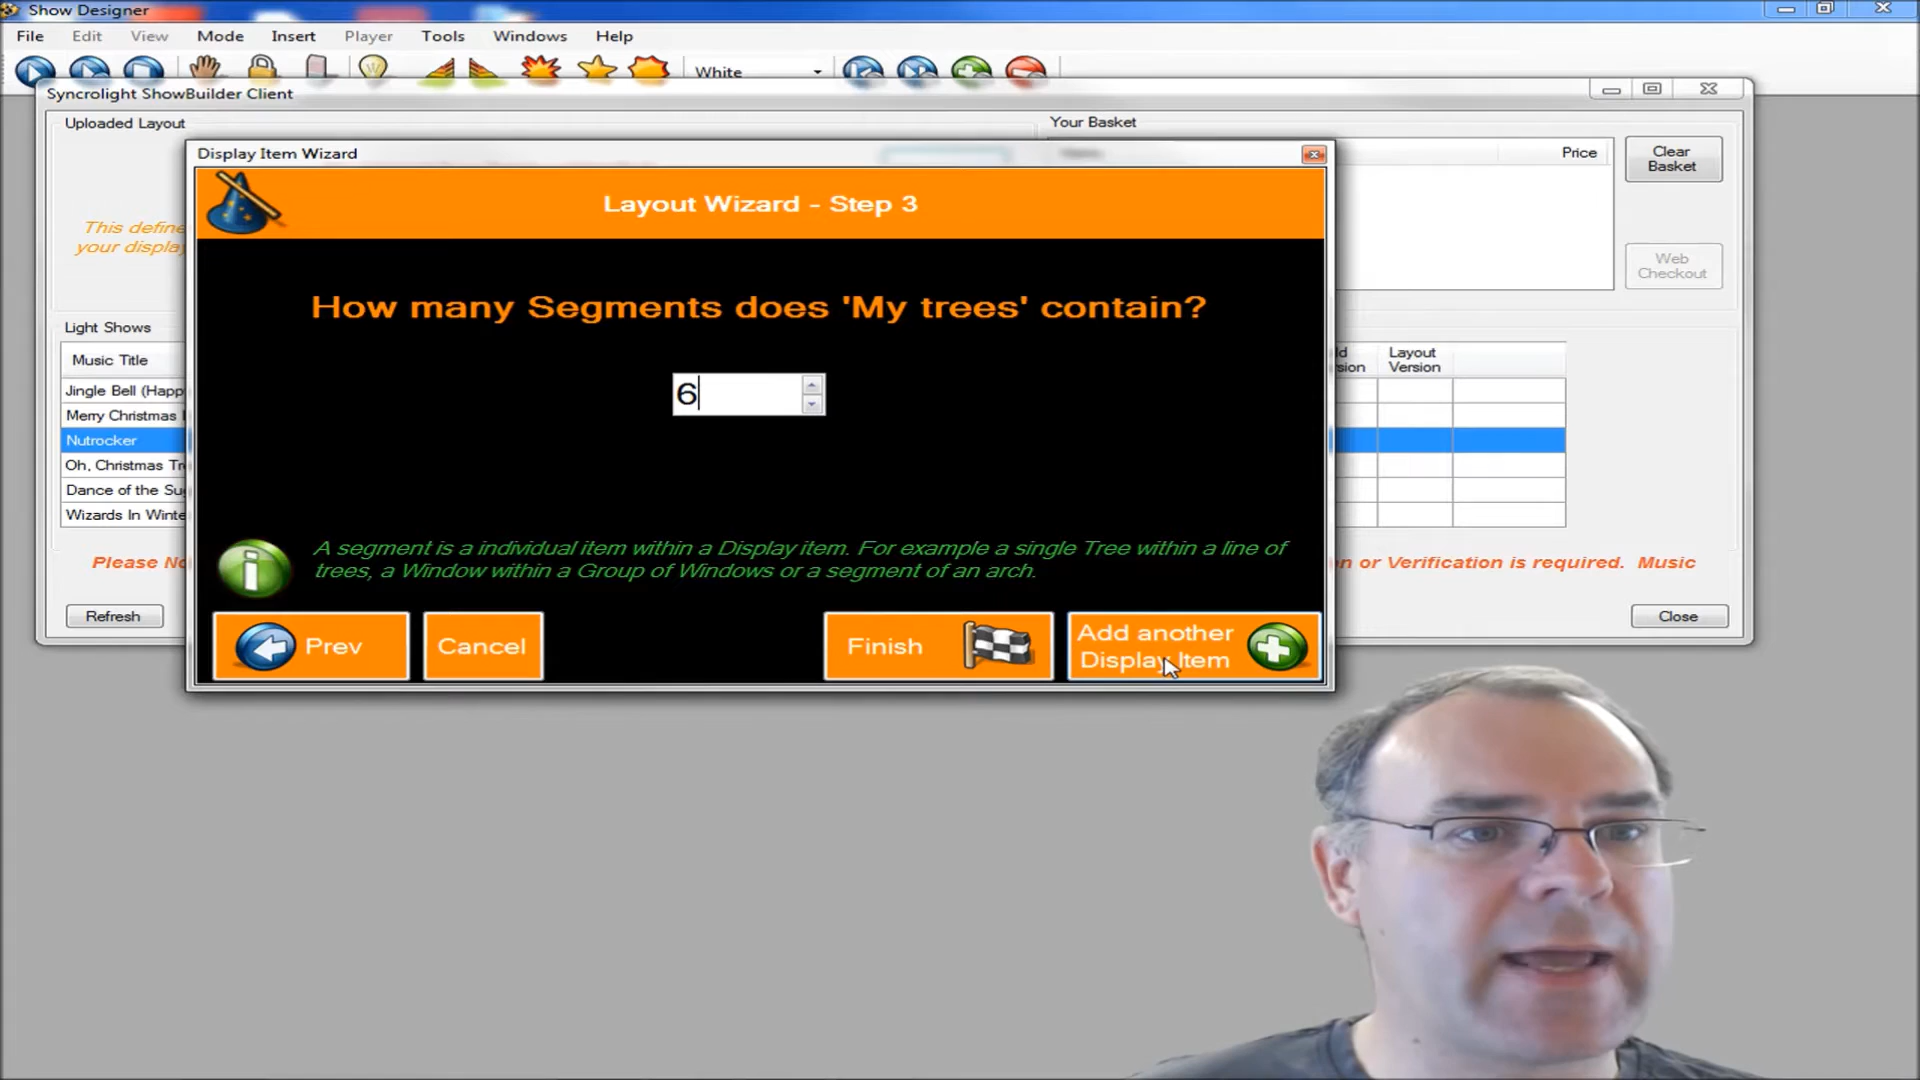 Show Designer
File Edit View Mode Insert Player Tools Windows Help
White
Syncrolight ShowBuilder Client
Uploaded Layout
Your Basket
Display Item Wizard
Price
Clear
Basket
Layout Wizard - Step 3
This define
your displa
Web
Checkout
How many Segments does 'My trees' contain?
Light Shows
Music Title
sion
Layout
Version
6
Jingle Bell (Happ
Merry Christmas
Nutrocker
Oh, Christmas Tr
Dance of the Su
Wizards In Winte
A segment is a individual item within a Display item. For example a single Tree within a line of
trees, a Window within a Group of Windows or a segment of an arch.
Please No
n or Verification is required. Music
Refresh
Prev
Cancel
Finish
Add another
Display Item
Close